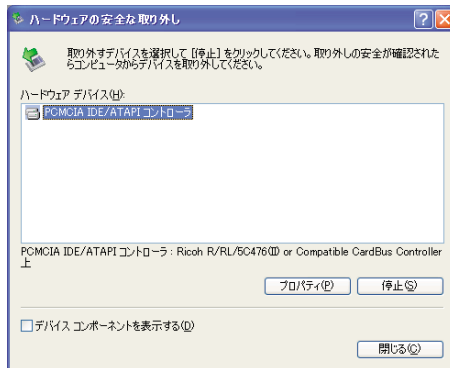 ハードウェアの安全な取り外し
取り外すデバイスを選択して [停止] をクリックしてください。取り外しの安全が確認された
らコンピュータからデバイスを取り外してください。
ハードウェア デバイス(H):
PCMCIA IDE/ATAPI コントローラ
PCMCIA IDE/ATAPI コントローラ : Ricoh R/RL/5C476(II) or Compatible CardBus Controller
上
プロパティ(P) 停止(S)
デバイス コンポーネントを表示する(D)
閉じる(C)